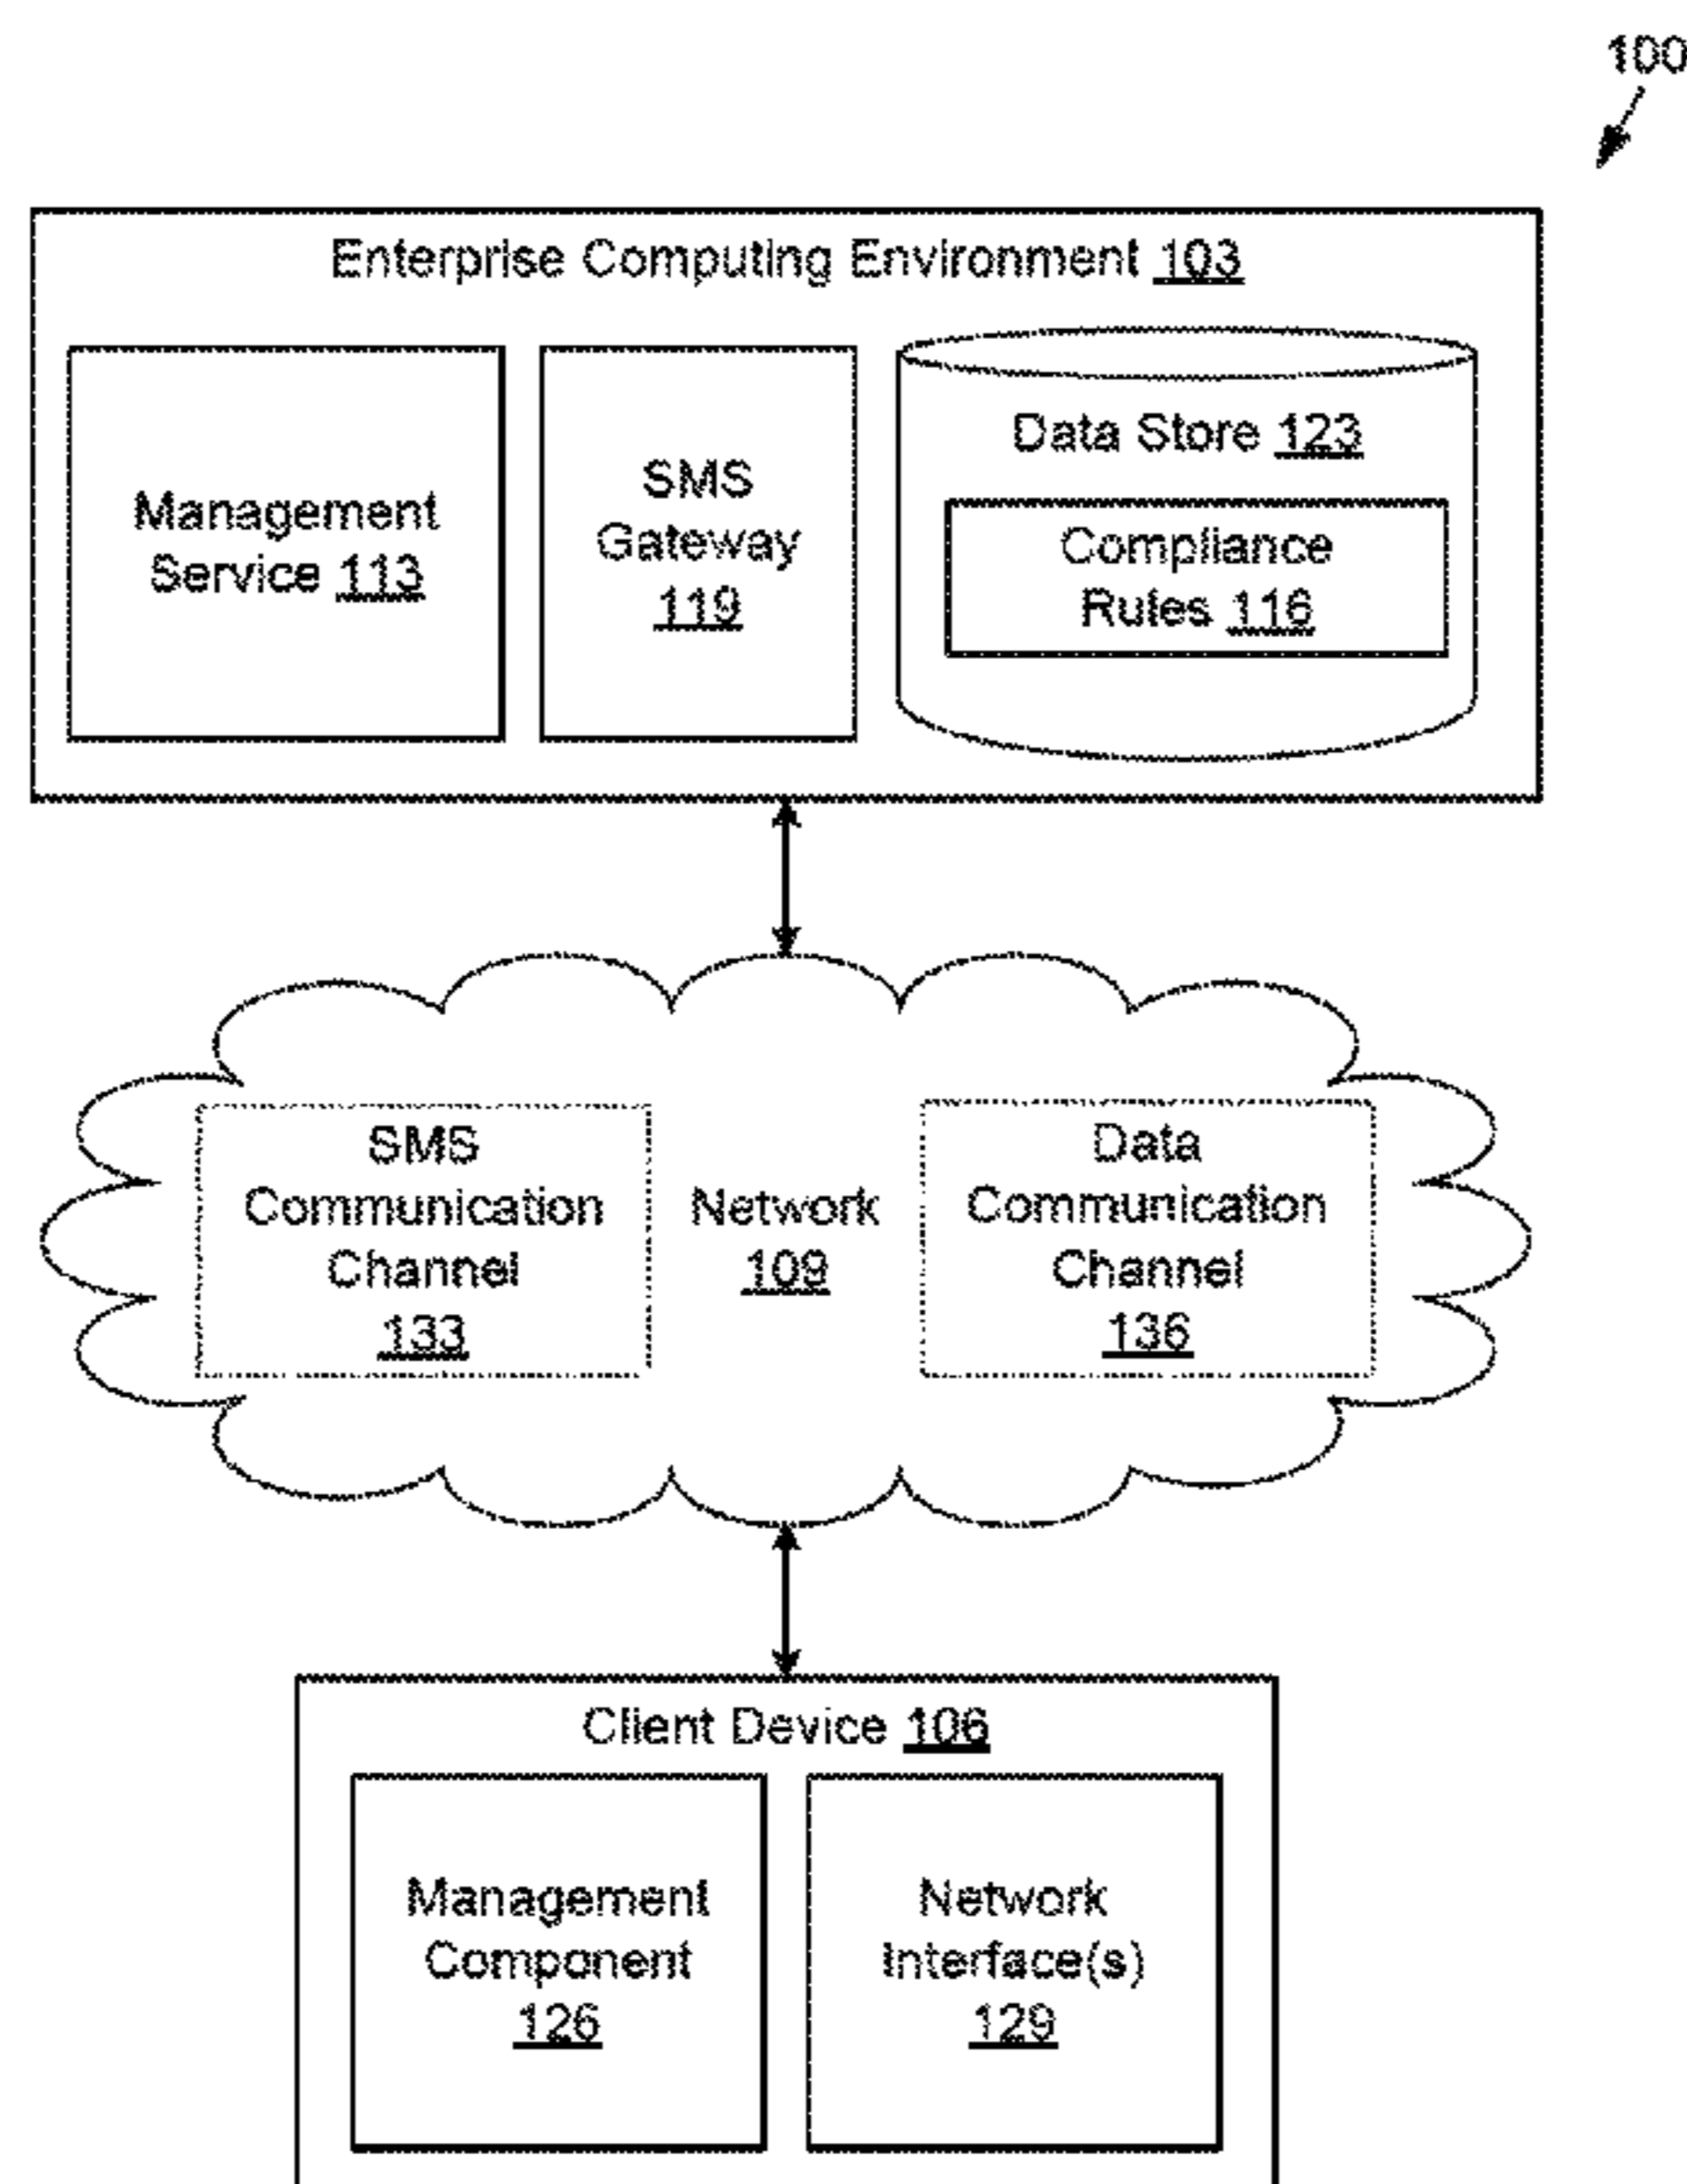 100
Enterprise Computing Environment 103
Management
Service 113
SMS
Gateway
119
Data Store 123
Compliance
Rules 116
SMS
Communication
Channel
133
Network
109
Data
Communication
Channel
136
Client Device 106
Management
Component
126
Network
Interface(s)
129